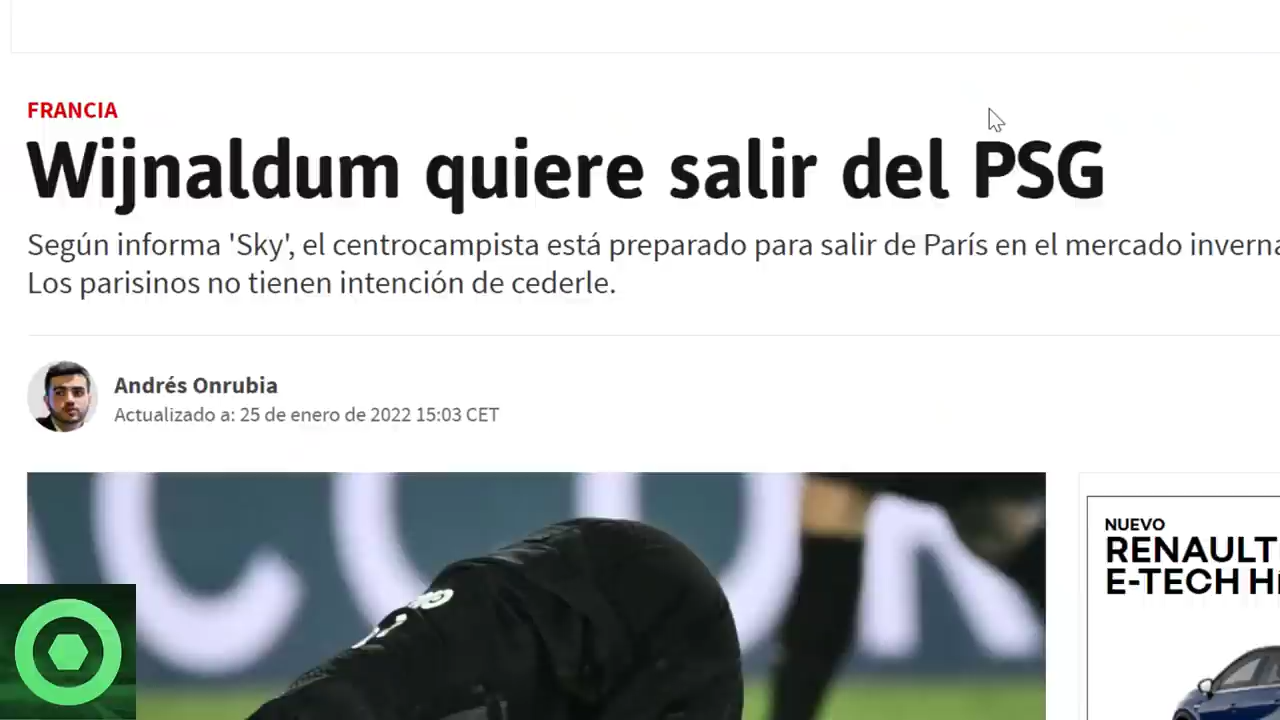 FRANCIA
Wijnaldum quiere salir del PSG
Según informa 'Sky', el centrocampista está preparado para salir de París en el mercado inverna
Los parisinos no tienen intención de cederle.
Andrés Onrubia
Actualizado a: 25 de enero de 2022 15:03 CET
NUEVO
RENAULT
E-TECH H